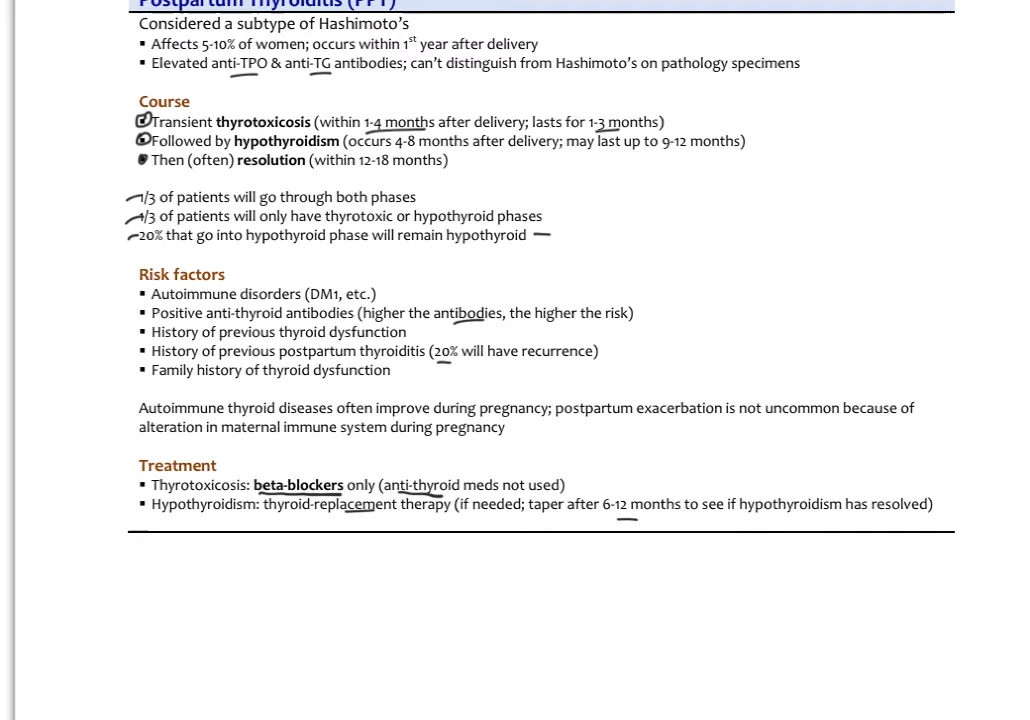 Postpartum Thyroiditis (PPT)
Considered a subtype of Hashimoto's
▪ Affects 5-10% of women; occurs within 1st year after delivery
▪ Elevated anti-TPO & anti-TG antibodies; can't distinguish from Hashimoto's on pathology specimens
Course
▪ Transient thyrotoxicosis (within 1-4 months after delivery; lasts for 1-3 months)
▪ Followed by hypothyroidism (occurs 4-8 months after delivery; may last up to 9-12 months)
▪ Then (often) resolution (within 12-18 months)
1/3 of patients will go through both phases
1/3 of patients will only have thyrotoxic or hypothyroid phases
20% that go into hypothyroid phase will remain hypothyroid
Risk factors
▪ Autoimmune disorders (DM1, etc.)
▪ Positive anti-thyroid antibodies (higher the antibodies, the higher the risk)
▪ History of previous thyroid dysfunction
▪ History of previous postpartum thyroiditis (20% will have recurrence)
▪ Family history of thyroid dysfunction
Autoimmune thyroid diseases often improve during pregnancy; postpartum exacerbation is not uncommon because of
alteration in maternal immune system during pregnancy
Treatment
▪ Thyrotoxicosis: beta-blockers only (anti-thyroid meds not used)
▪ Hypothyroidism: thyroid-replacement therapy (if needed; taper after 6-12 months to see if hypothyroidism has resolved)